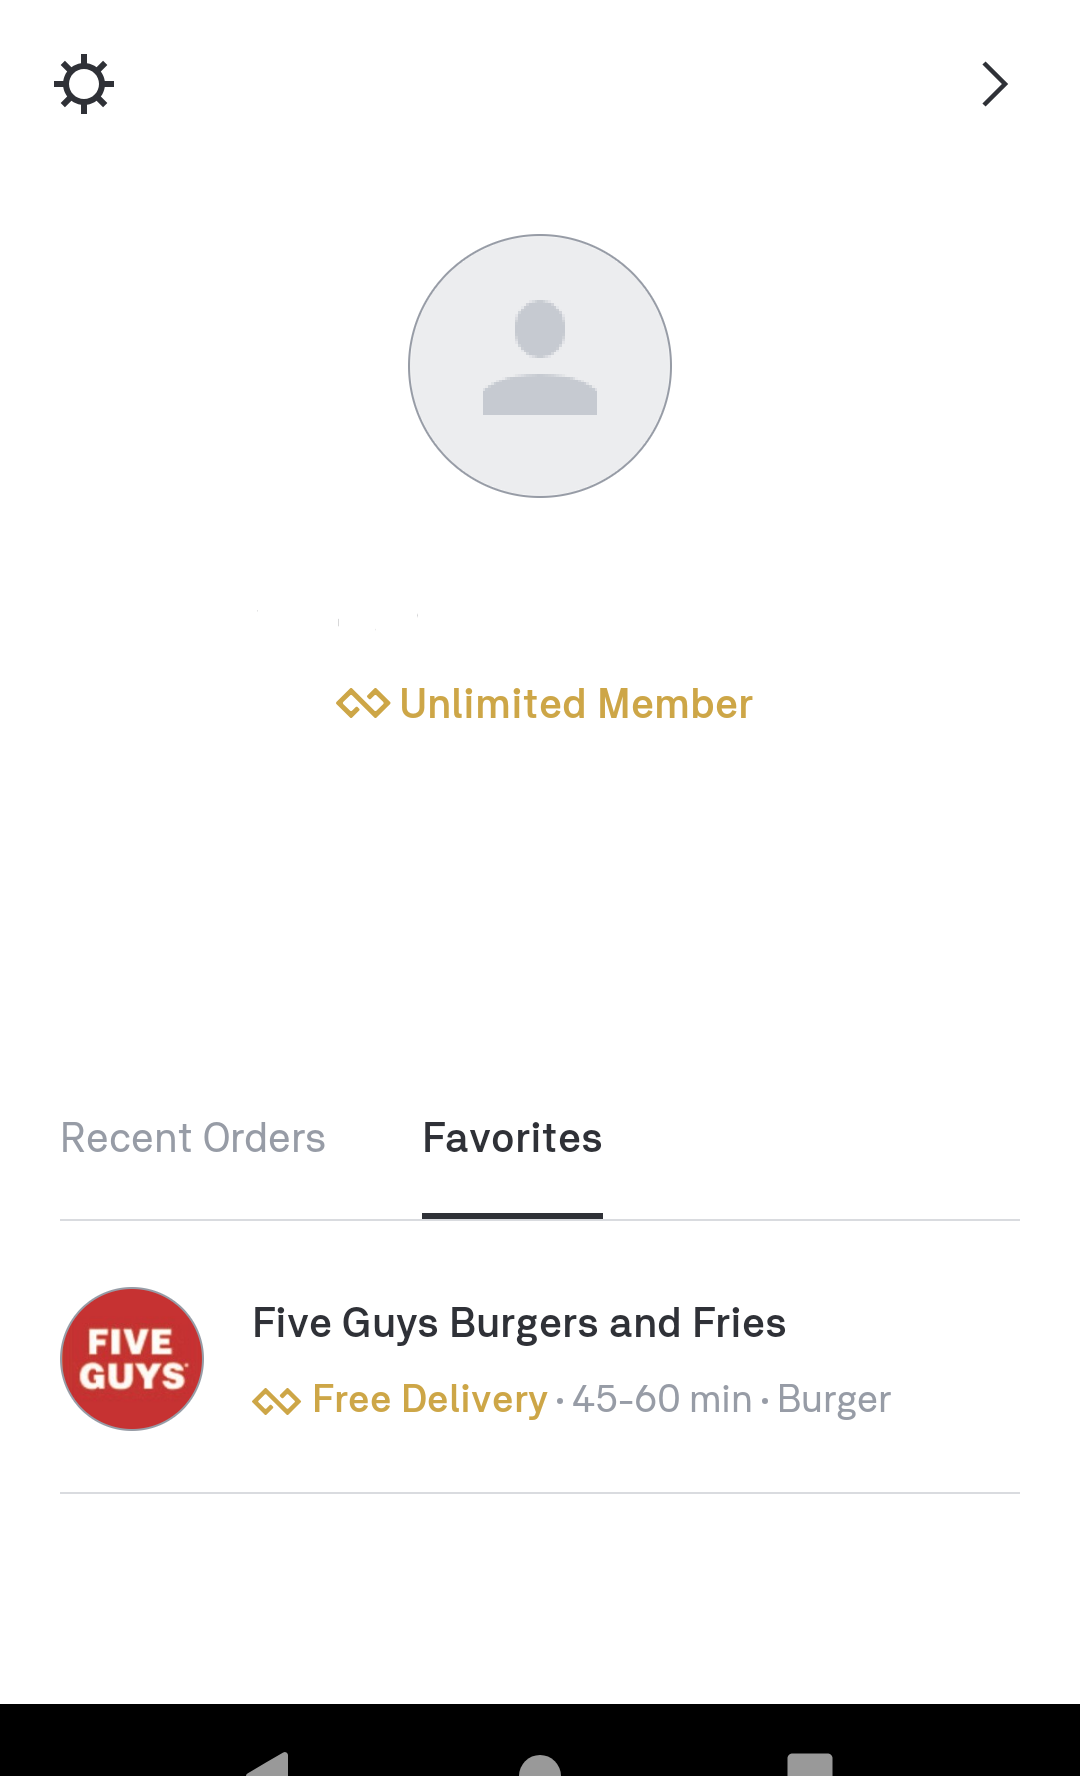 Unlimited Member
Recent Orders
Favorites
FIVE
GUYS
Five Guys Burgers and Fries
Free Delivery · 45-60 min · Burger